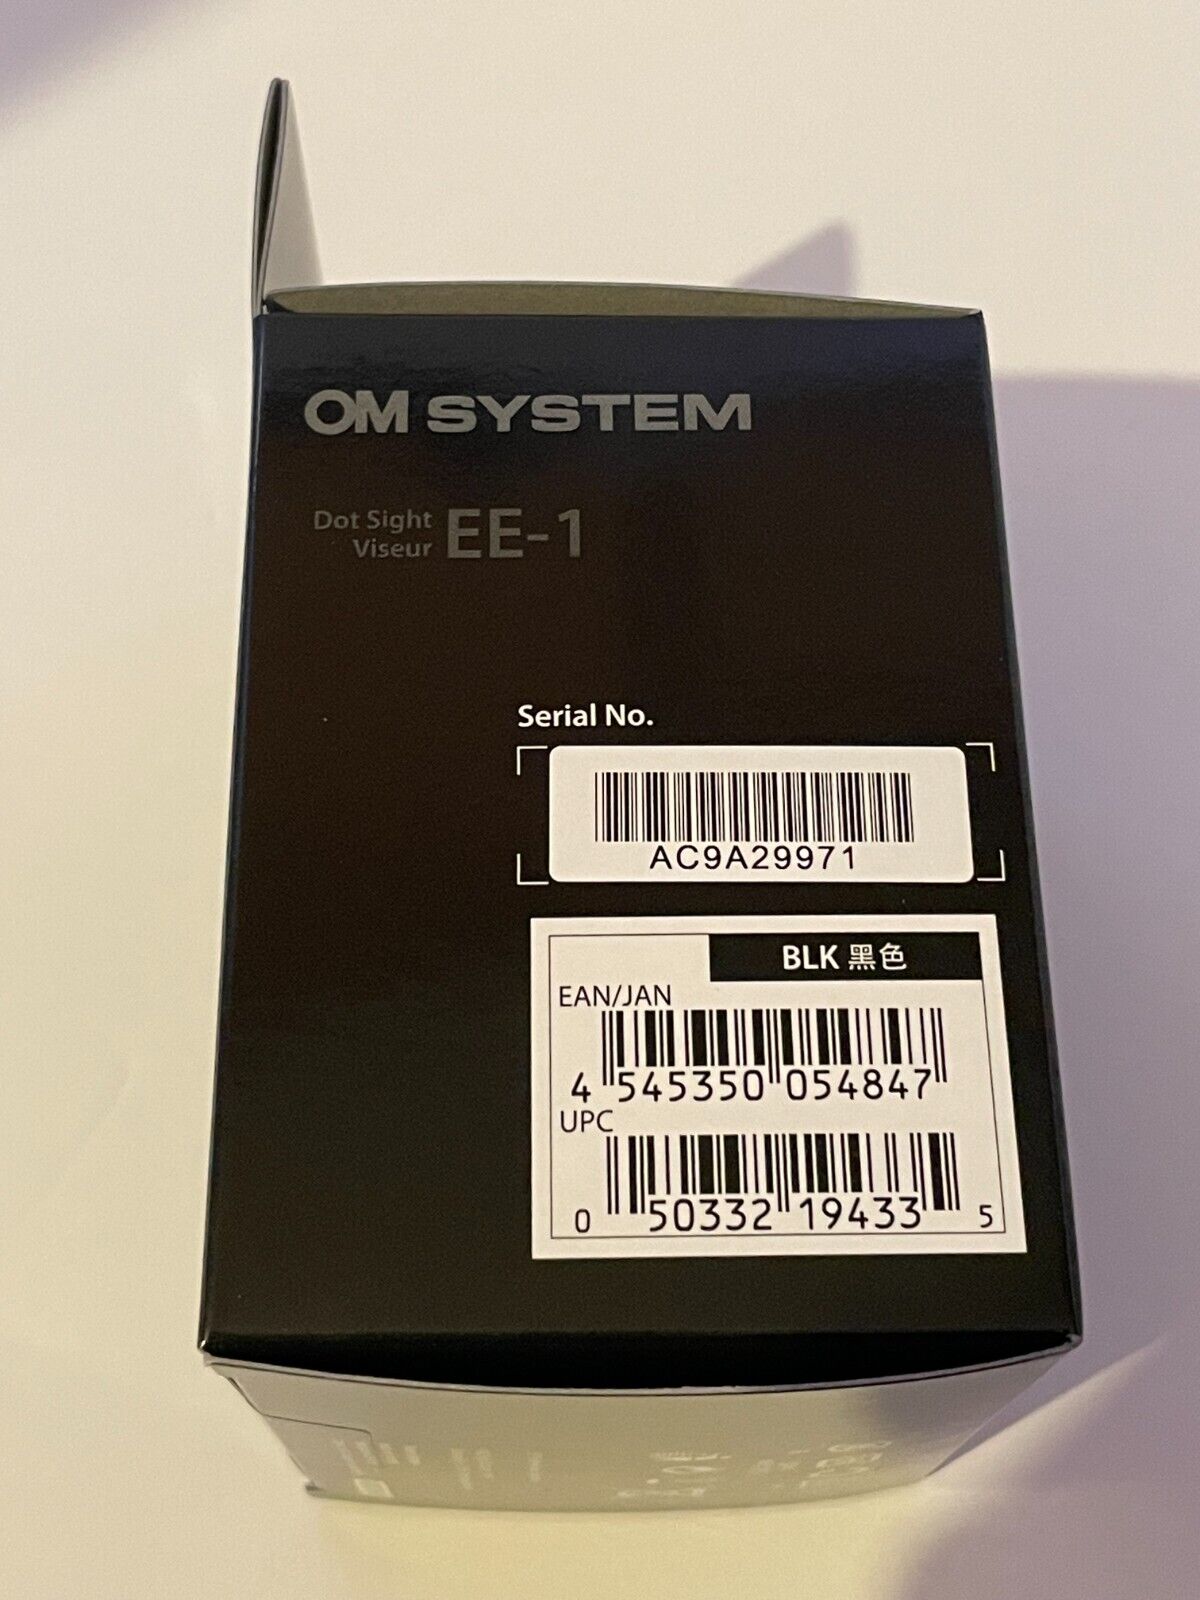 OM SYSTEM
Dot Sight
Viseur
EE-1
Serial No.
AC9A29971
BLK 黑色
EAN/JAN
4 545350 054847
UPC
0 50332 19433 5